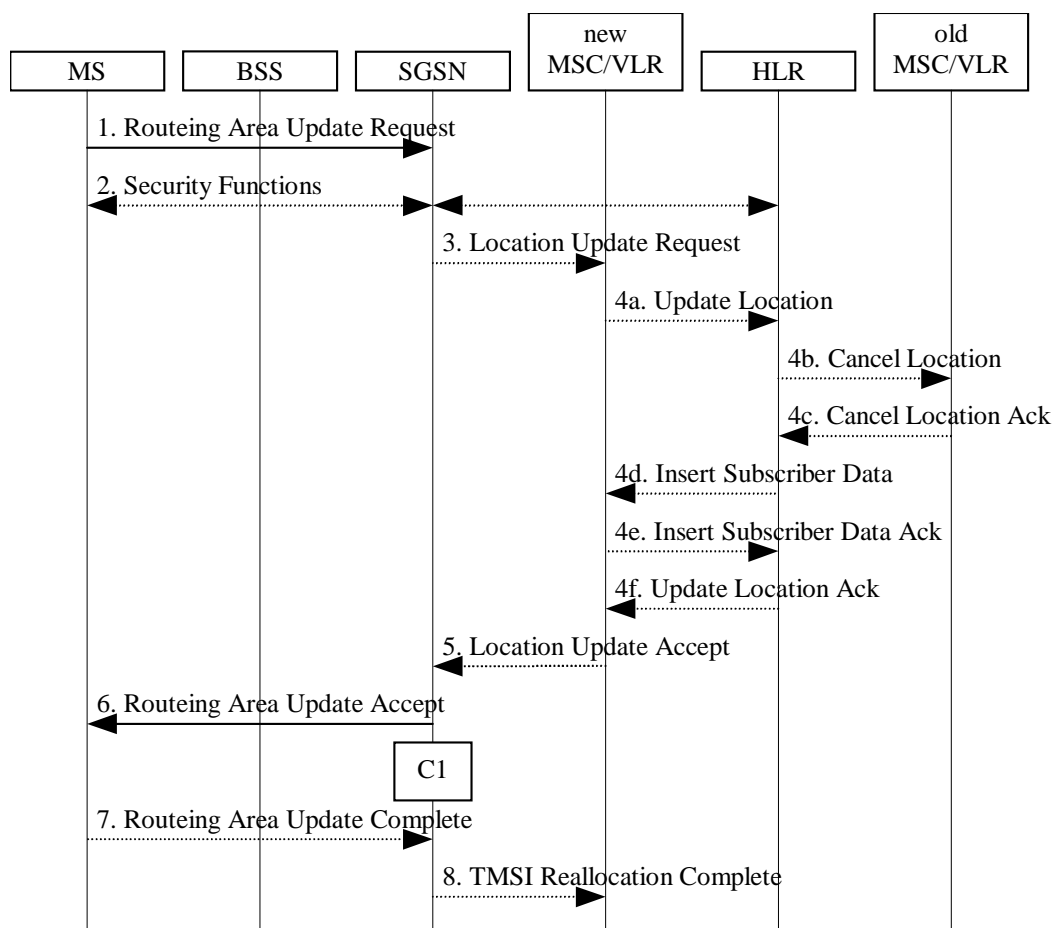 MS
BSS
SGSN
new
MSC/VLR
HLR
old
MSC/VLR
1. Routeing Area Update Request
2. Security Functions
3. Location Update Request
4a. Update Location
4b. Cancel Location
4c. Cancel Location Ack
4d. Insert Subscriber Data
4e. Insert Subscriber Data Ack
4f. Update Location Ack
5. Location Update Accept
6. Routeing Area Update Accept
C1
7. Routeing Area Update Complete
8. TMSI Reallocation Complete